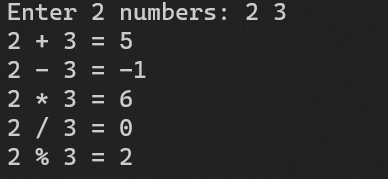 Enter 2 numbers: 2 3
2 + 3 = 5
2 - 3 = -1
2 * 3 = 6
2 / 3 = 0
2 % 3 = 2